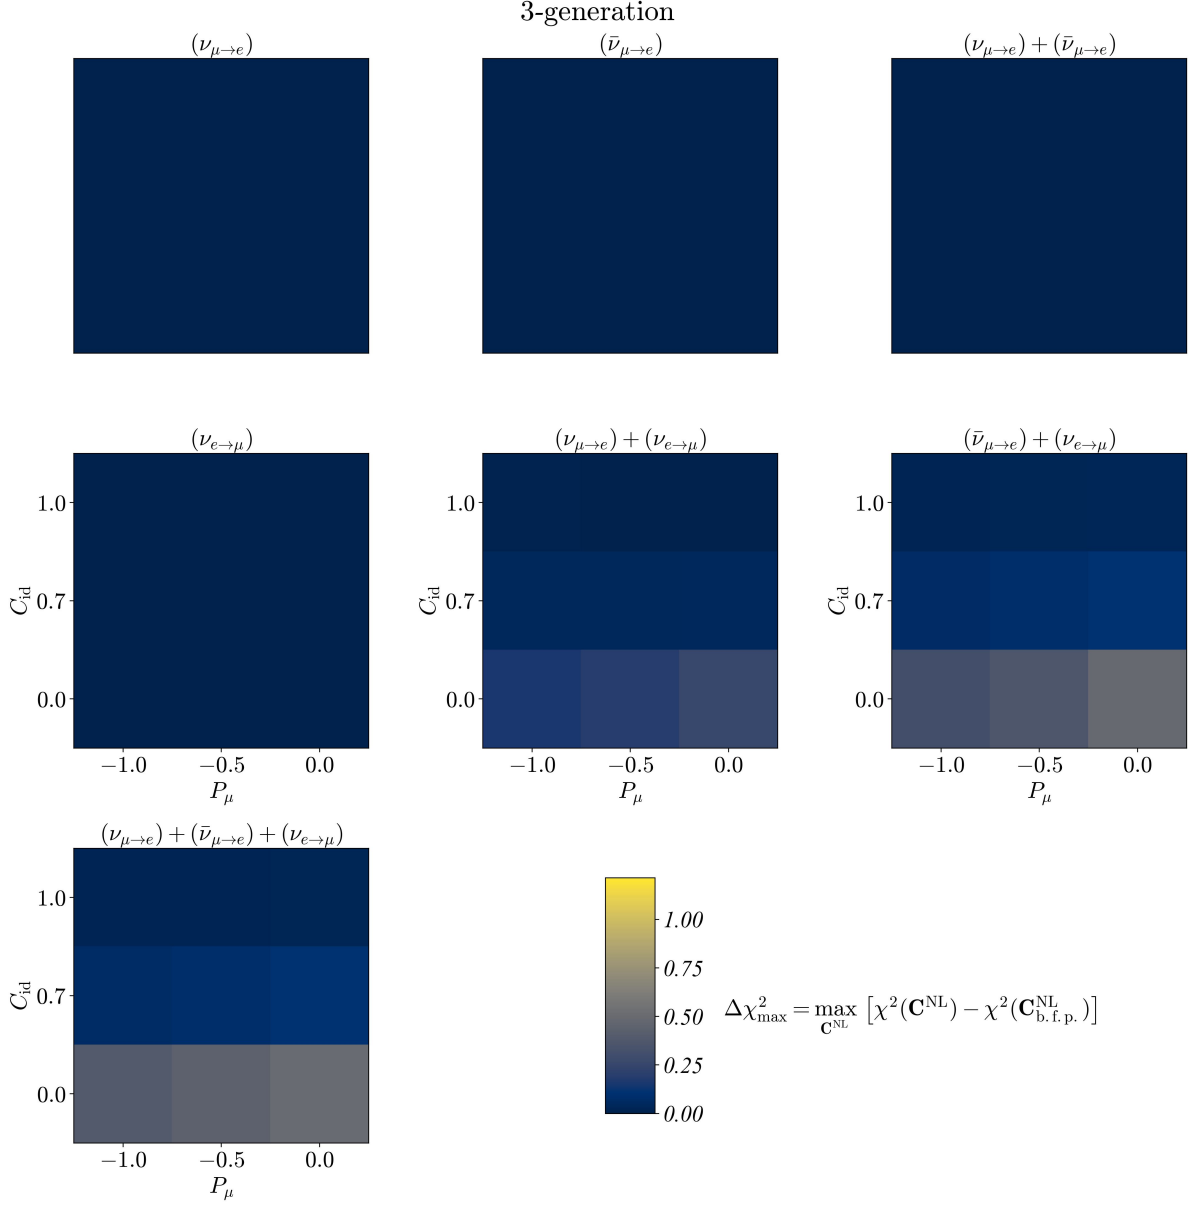 3-generation
(ν_{μ→e})
(ν̄_{μ→e})
(ν_{μ→e}) + (ν̄_{μ→e})
(ν_{e→μ})
1.0
0.7
0.0
C_id
−1.0 −0.5 0.0
P_μ
(ν_{μ→e}) + (ν_{e→μ})
1.0
0.7
0.0
C_id
−1.0 −0.5 0.0
P_μ
(ν̄_{μ→e}) + (ν_{e→μ})
1.0
0.7
0.0
C_id
−1.0 −0.5 0.0
P_μ
(ν_{μ→e}) + (ν̄_{μ→e}) + (ν_{e→μ})
1.0
0.7
0.0
C_id
−1.0 −0.5 0.0
P_μ
1.00
0.75
0.50
0.25
0.00
Δχ²_max = max_{C^NL} [χ²(C^NL) − χ²(C^NL_{b.f.p.})]